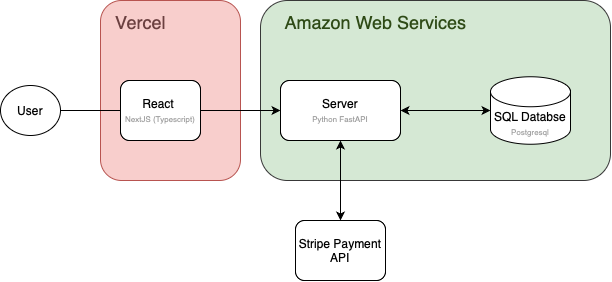 Vercel
Amazon Web Services
User
React
NextJS (Typescript)
Server
Python FastAPI
SQL Databse
Postgresql
Stripe Payment
API